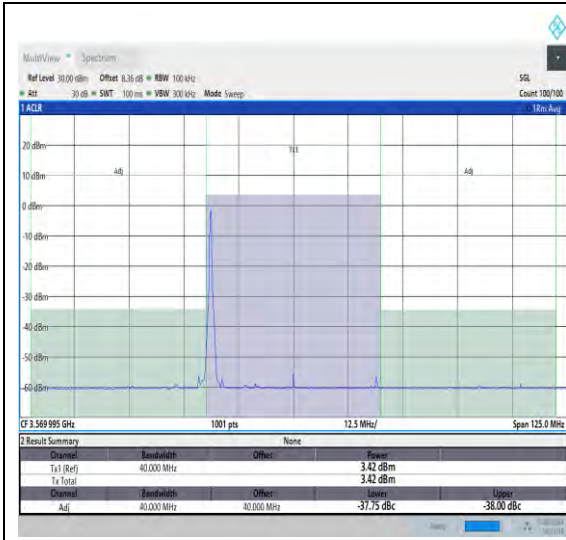 MultiView Spectrum
Ref Level 30.00 dBm Offset 8.36 dB RBW 100 kHz SGL
Att 30 dB SWT 100 ms VBW 300 kHz Mode Sweep Count 100/100
1 ACLR 1Rm Avg
20 dBm
Tx1
10 dBm Adj Adj
0 dBm
-10 dBm
-20 dBm
-30 dBm
-40 dBm
-50 dBm
-60 dBm
CF 3.569 995 GHz 1001 pts 12.5 MHz/ Span 125.0 MHz
2 Result Summary None
Channel Bandwidth Offset Power
Tx1 (Ref) 40.000 MHz 3.42 dBm
Tx Total 3.42 dBm
Channel Bandwidth Offset Lower Upper
Adj 40.000 MHz 40.000 MHz -37.75 dBc -38.00 dBc